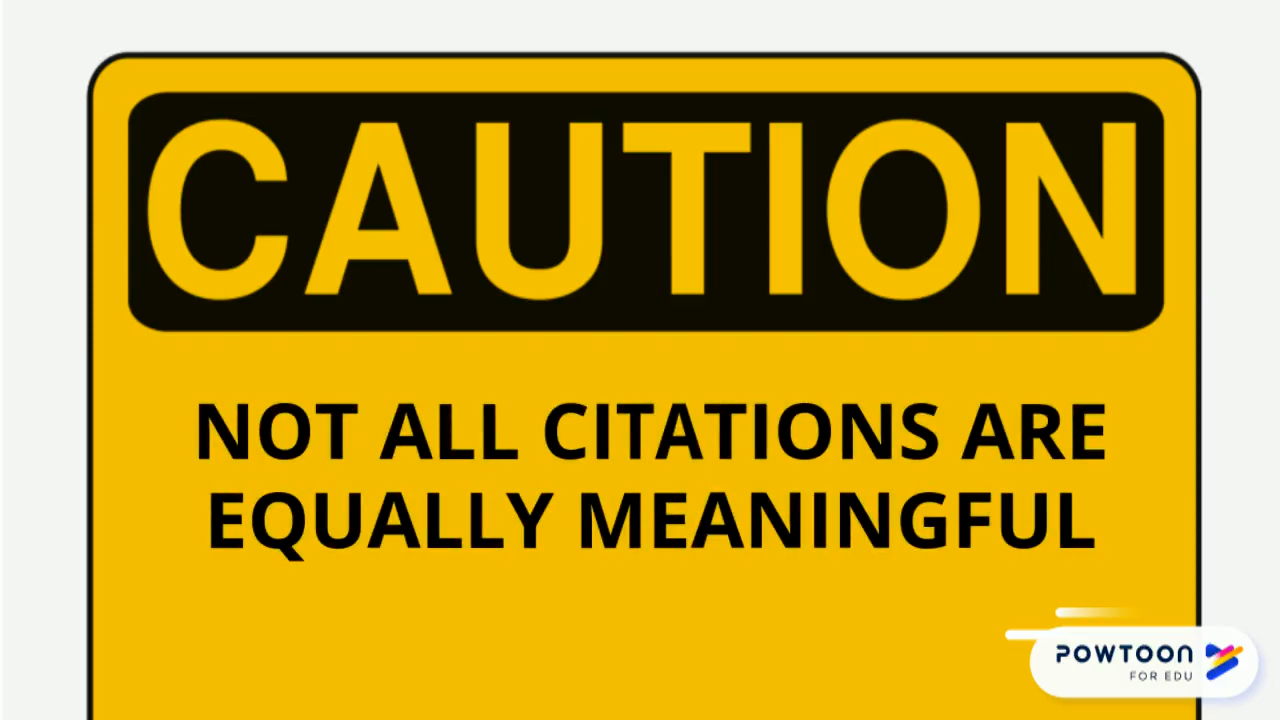 CAUTION
NOT ALL CITATIONS ARE
EQUALLY MEANINGFUL
POWTOON
FOR EDU